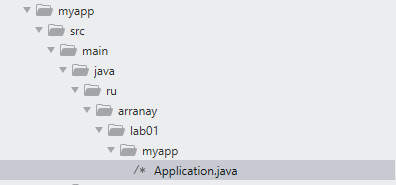 myapp
src
main
java
ru
arranay
lab01
myapp
/* Application.java